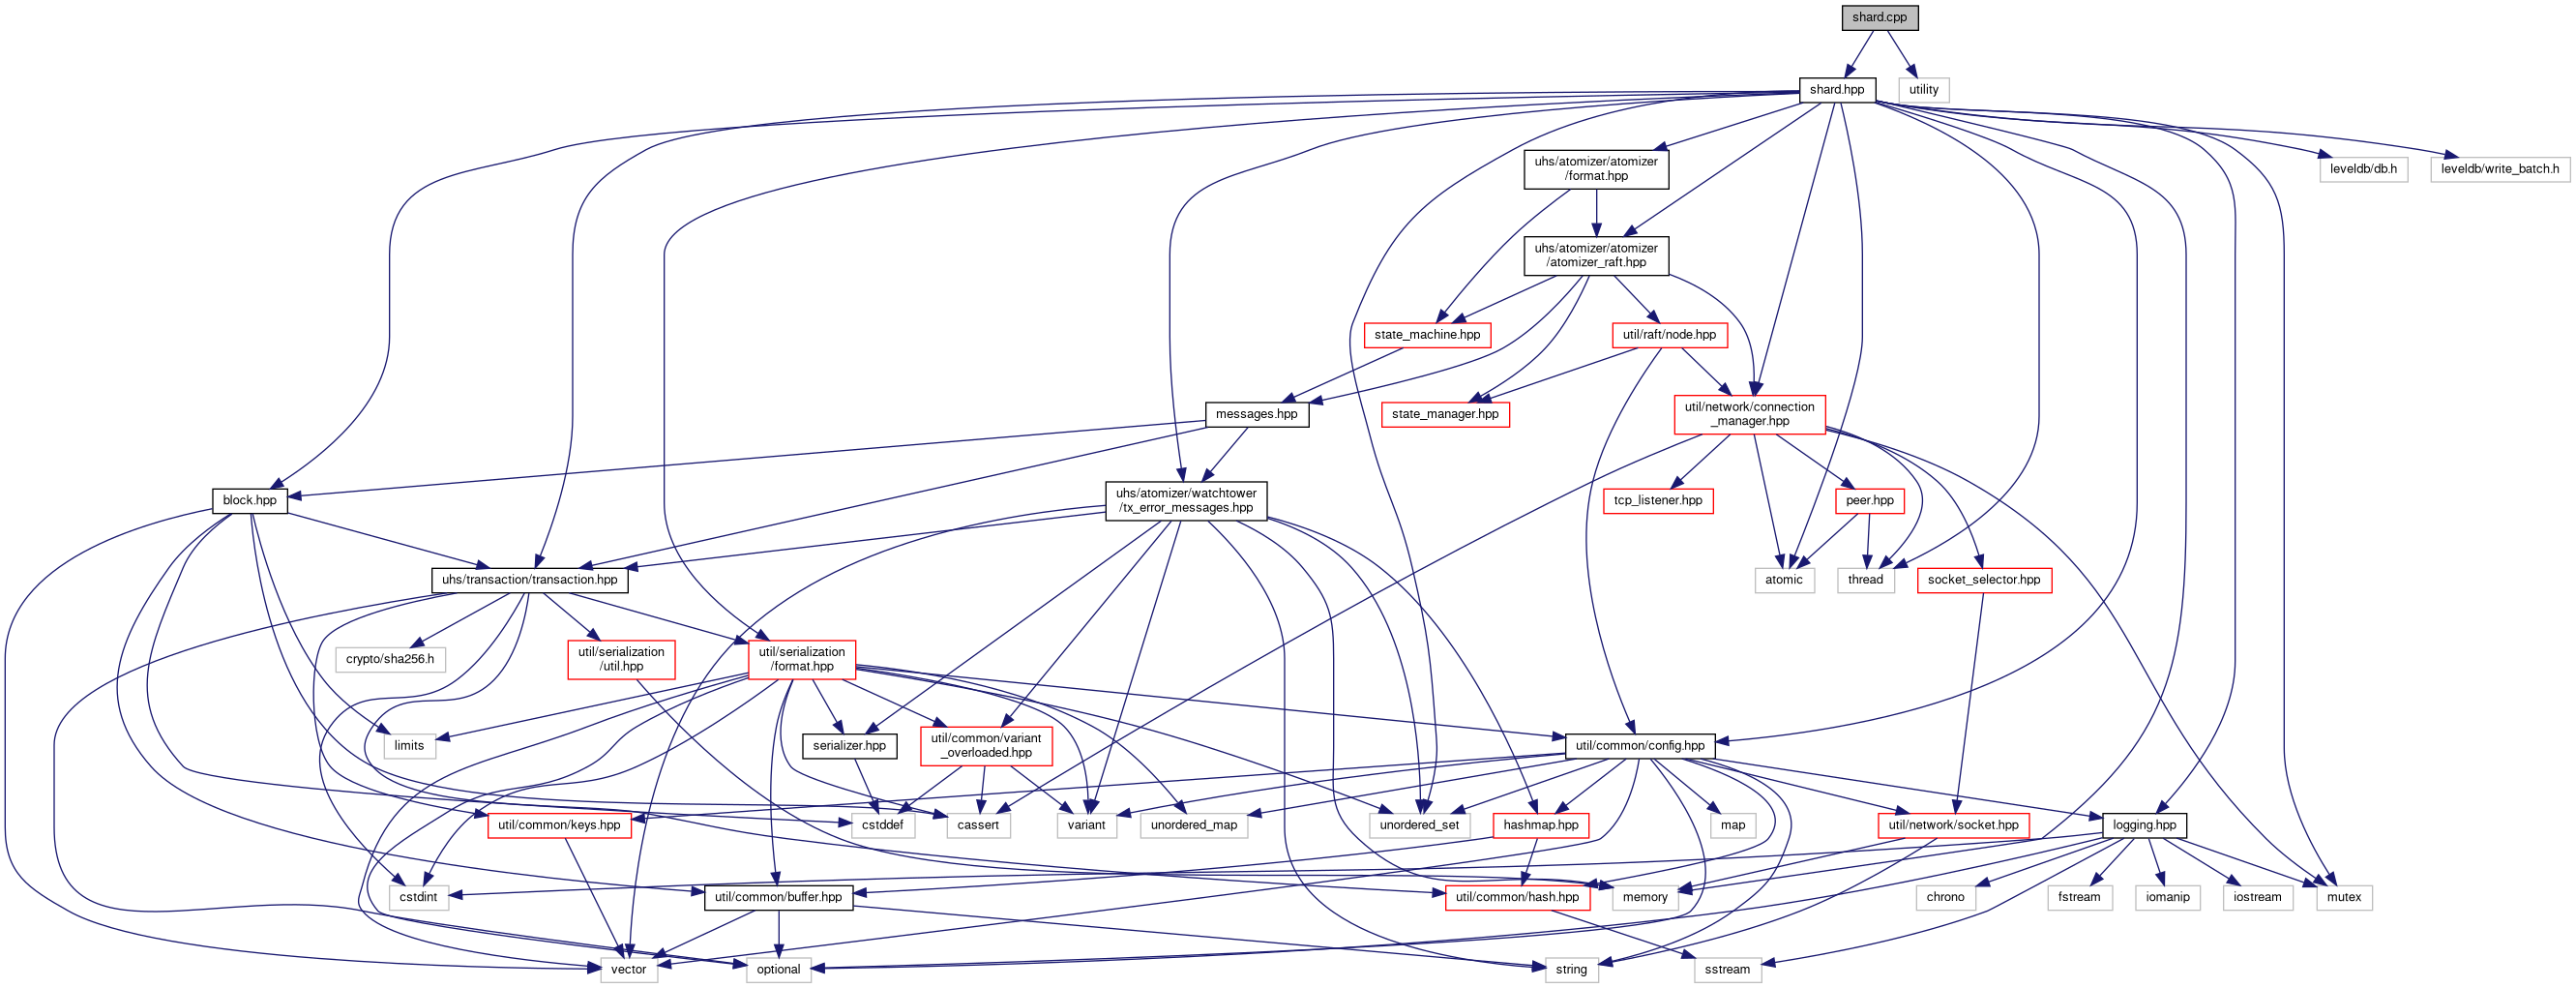 shard.cpp
shard.hpp
utility
uhs/atomizer/atomizer
/format.hpp
leveldb/db.h
leveldb/write_batch.h
uhs/atomizer/atomizer
/atomizer_raft.hpp
state_machine.hpp
util/raft/node.hpp
messages.hpp
state_manager.hpp
util/network/connection
_manager.hpp
block.hpp
uhs/atomizer/watchtower
/tx_error_messages.hpp
tcp_listener.hpp
peer.hpp
uhs/transaction/transaction.hpp
atomic
thread
socket_selector.hpp
crypto/sha256.h
util/serialization
/util.hpp
util/serialization
/format.hpp
limits
serializer.hpp
util/common/variant
_overloaded.hpp
util/common/config.hpp
util/common/keys.hpp
cstddef
cassert
variant
unordered_map
unordered_set
hashmap.hpp
map
util/network/socket.hpp
logging.hpp
cstdint
util/common/buffer.hpp
util/common/hash.hpp
memory
chrono
fstream
iomanip
iostream
mutex
vector
optional
string
sstream